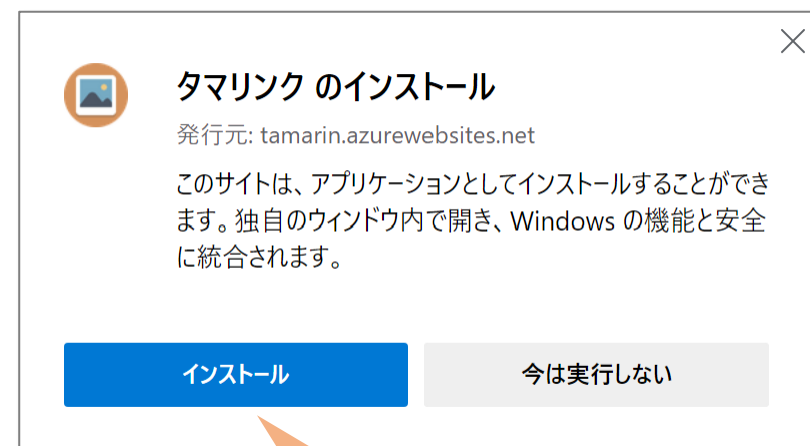 タマリンク のインストール
発行元: tamarin.azurewebsites.net
このサイトは、アプリケーションとしてインストールすることができ
ます。独自のウィンドウ内で開き、Windows の機能と安全
に統合されます。
インストール
今は実行しない